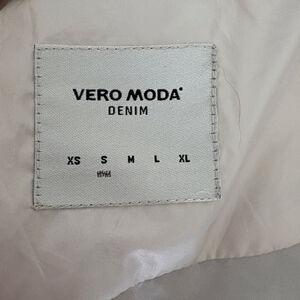 VERO MODA
DENIM
XS S M L XL